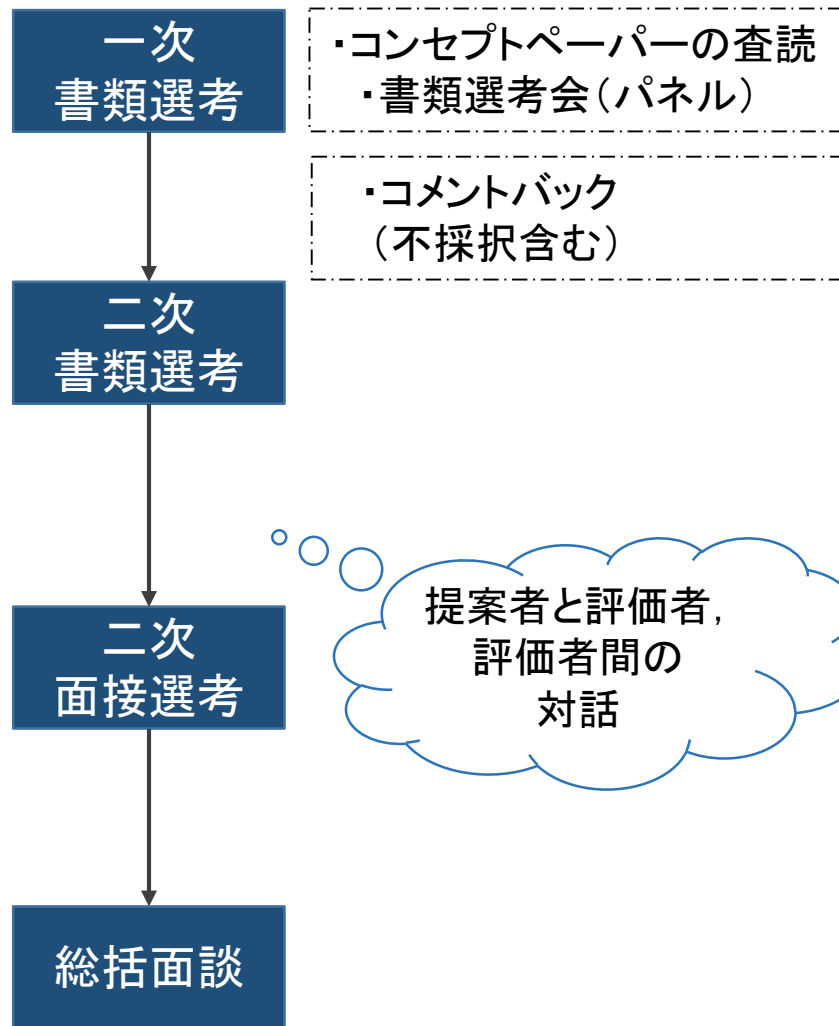 一次
書類選考
・コンセプトペーパーの査読
・書類選考会（パネル）
・コメントバック
（不採択含む）
二次
書類選考
提案者と評価者，
評価者間の
対話
二次
面接選考
総括面談